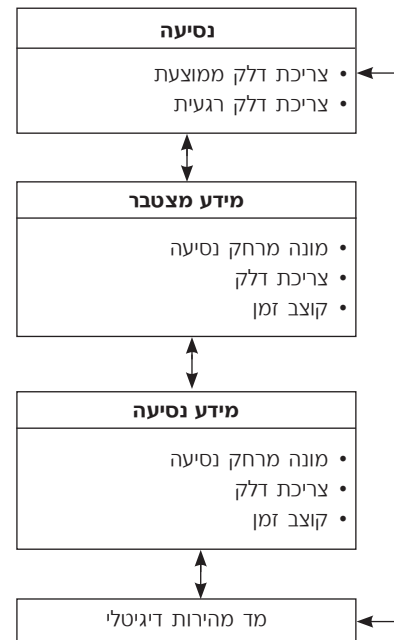 נסיעה
• צריכת דלק ממוצעת
• צריכת דלק רגעית
מידע מצטבר
• מונה מרחק נסיעה
• צריכת דלק
• קוצב זמן
מידע נסיעה
• מונה מרחק נסיעה
• צריכת דלק
• קוצב זמן
מד מהירות דיגיטלי